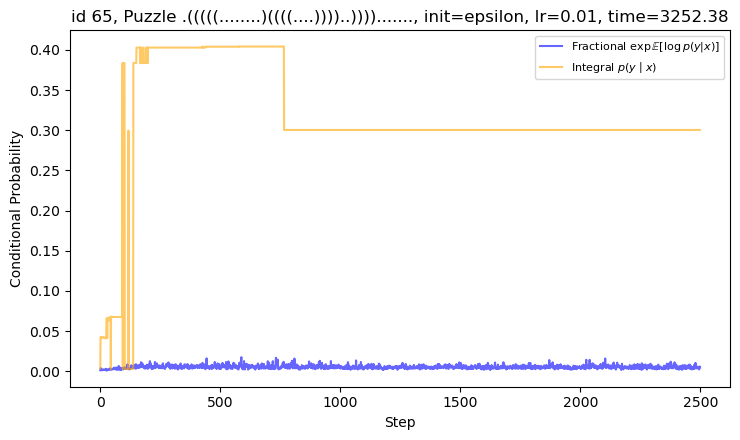 id 65, Puzzle .(((((........)((((....))))..))))......., init=epsilon, lr=0.01, time=3252.38
Fractional exp𝔼[log p(y|x)]
Integral p(y | x)
Conditional Probability
0.40
0.35
0.30
0.25
0.20
0.15
0.10
0.05
0.00
0 500 1000 1500 2000 2500
Step